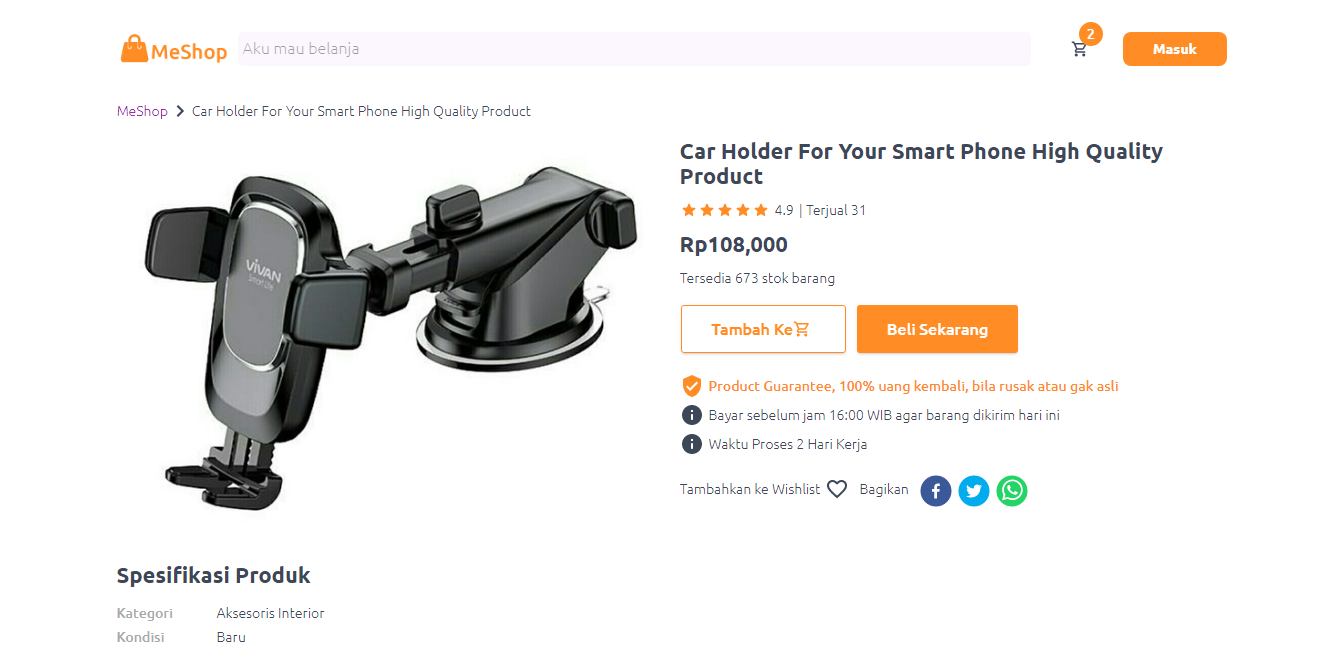 MeShop
Aku mau belanja
2
Masuk
MeShop
Car Holder For Your Smart Phone High Quality Product
ViVAN
Smart Life
Car Holder For Your Smart Phone High Quality
Product
4.9 | Terjual 31
Rp108,000
Tersedia 673 stok barang
Tambah Ke
Beli Sekarang
Product Guarantee, 100% uang kembali, bila rusak atau gak asli
Bayar sebelum jam 16:00 WIB agar barang dikirim hari ini
Waktu Proses 2 Hari Kerja
Tambahkan ke Wishlist
Bagikan
Spesifikasi Produk
Kategori Aksesoris Interior
Kondisi Baru